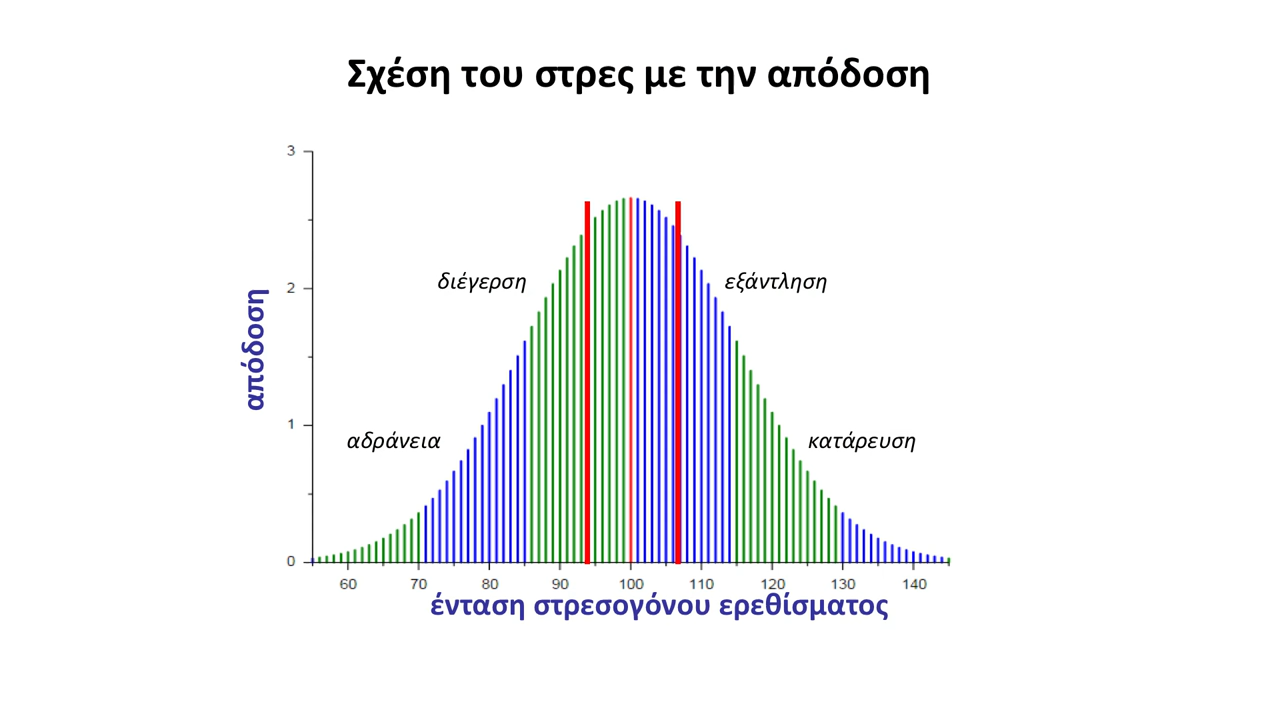 Σχέση του στρες με την απόδοση
3
διέγερση
εξάντληση
2
απόδοση
1
αδράνεια
κατάρευση
0
60 70 80 90 100 110 120 130 140
ένταση στρεσογόνου ερεθίσματος